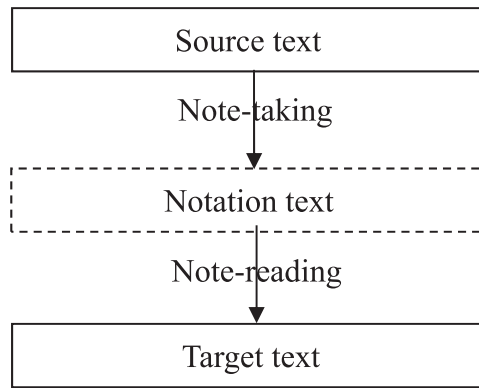 Source text
Note-taking
Notation text
Note-reading
Target text